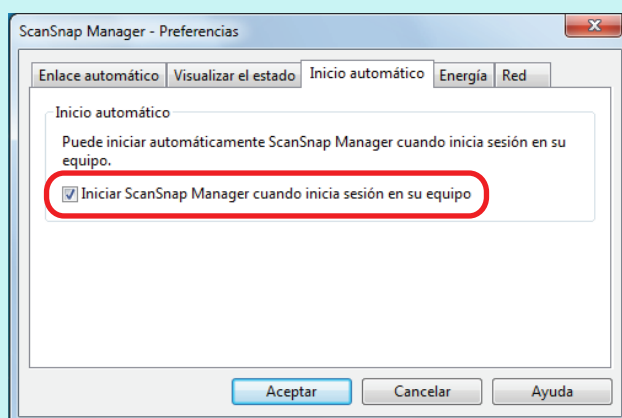 ScanSnap Manager - Preferencias
Enlace automático Visualizar el estado Inicio automático Energía Red
Inicio automático
Puede iniciar automáticamente ScanSnap Manager cuando inicia sesión en su
equipo.
Iniciar ScanSnap Manager cuando inicia sesión en su equipo
Aceptar Cancelar Ayuda